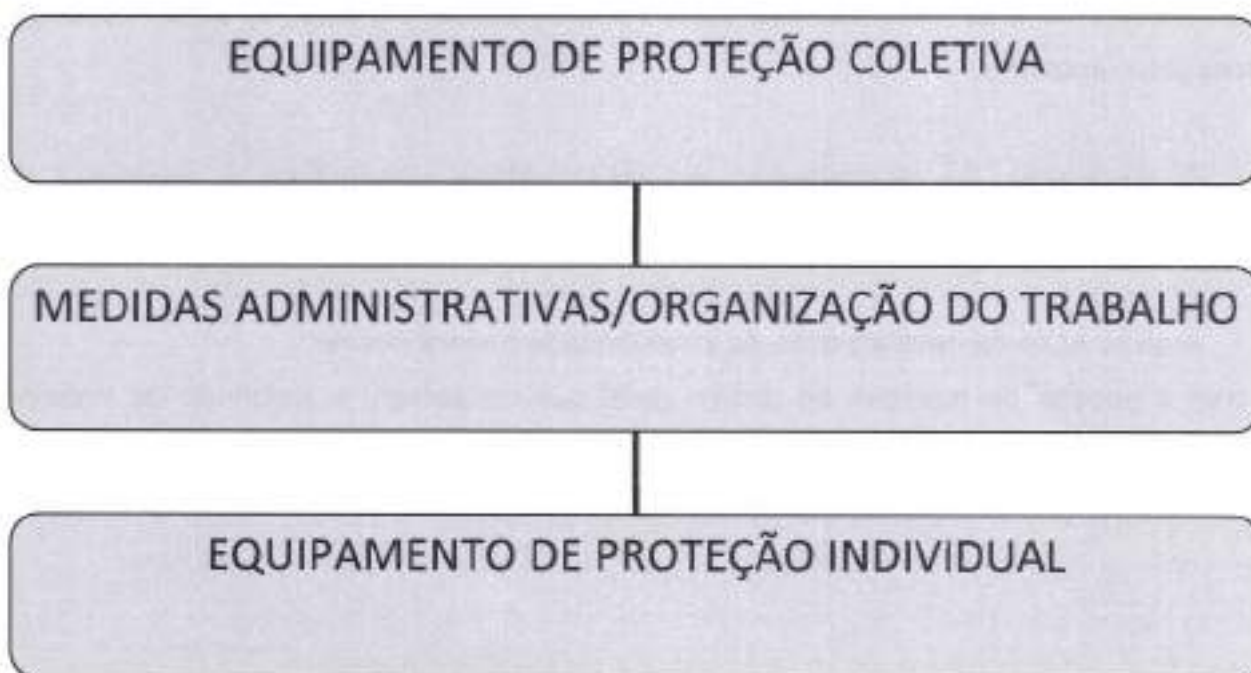 EQUIPAMENTO DE PROTEÇÃO COLETIVA
MEDIDAS ADMINISTRATIVAS/ORGANIZAÇÃO DO TRABALHO
EQUIPAMENTO DE PROTEÇÃO INDIVIDUAL